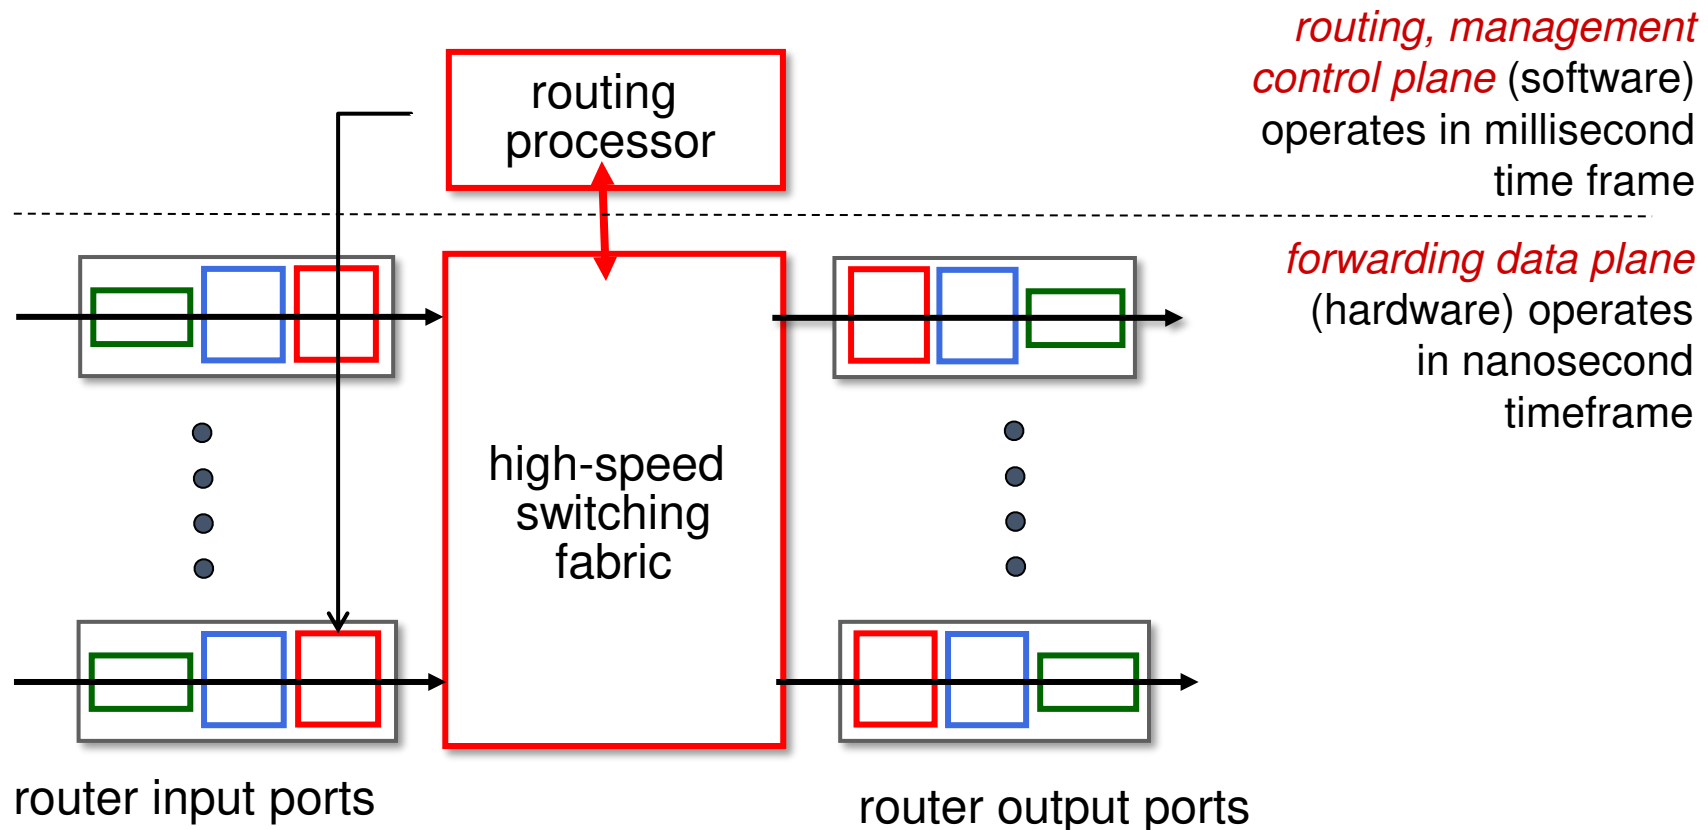 routing, management
control plane (software)
operates in millisecond
time frame
routing
processor
forwarding data plane
(hardware) operates
in nanosecond
timeframe
high-speed
switching
fabric
router input ports
router output ports